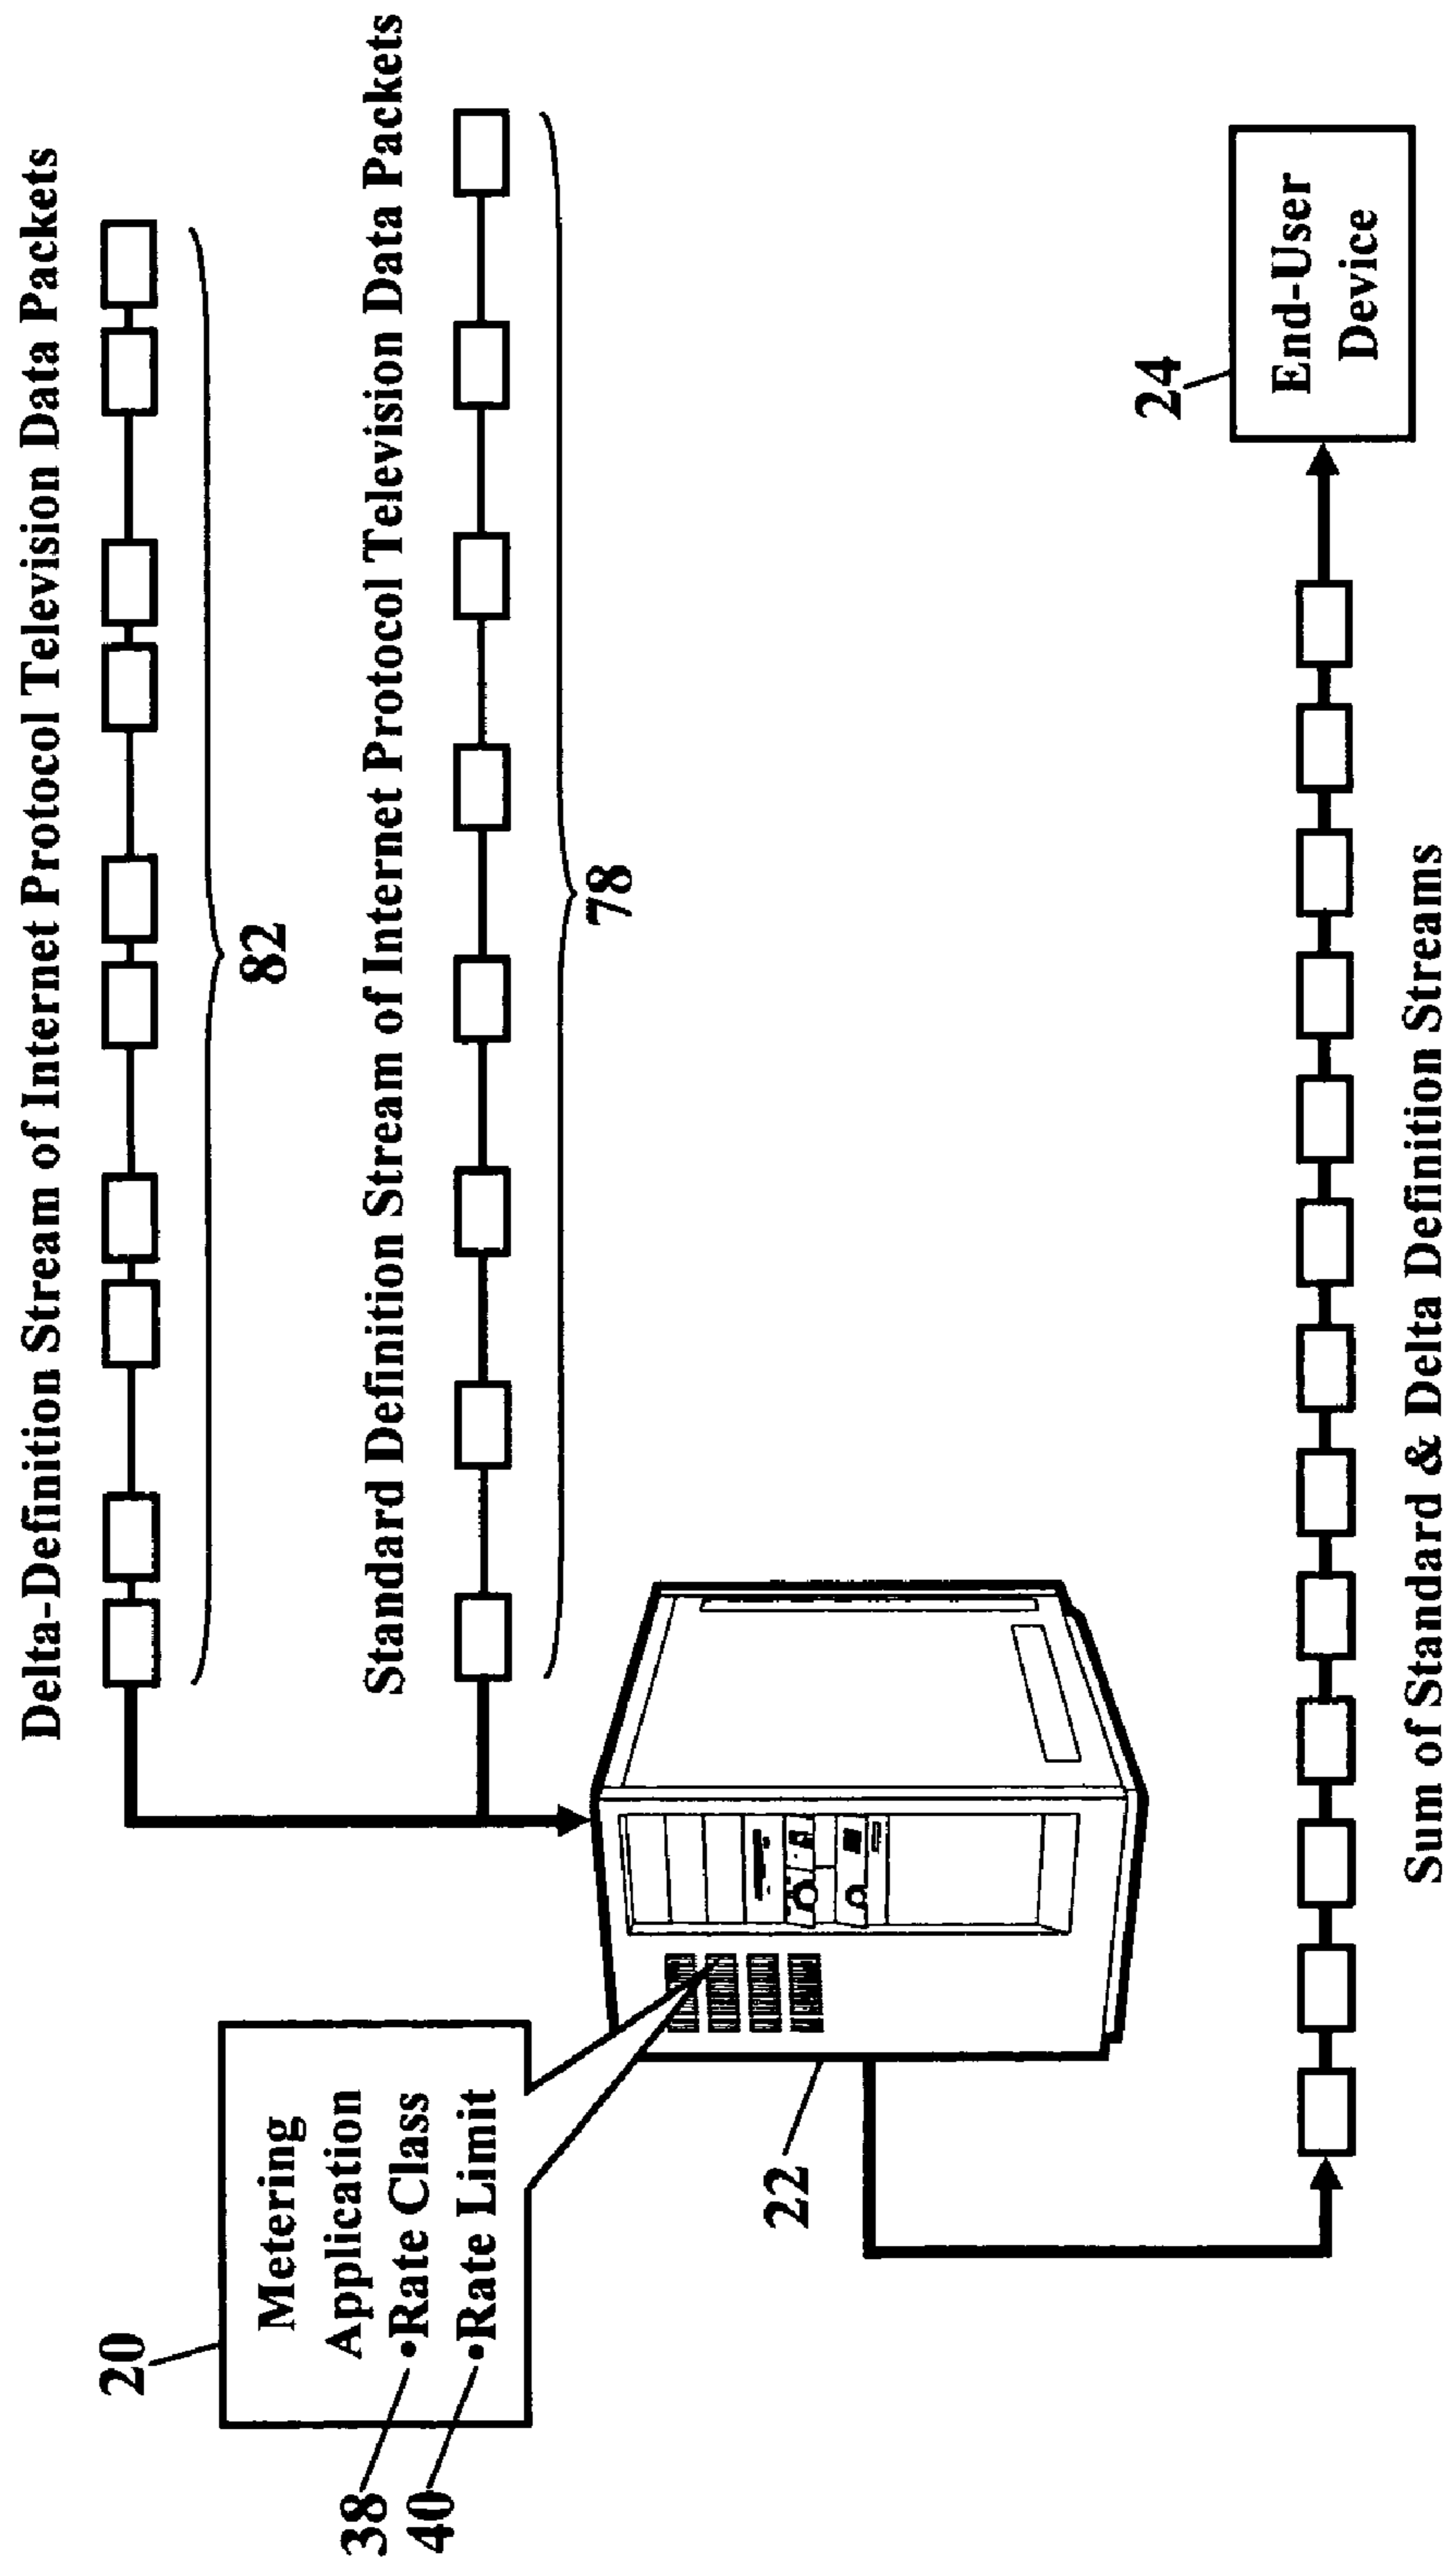 Delta-Definition Stream of Internet Protocol Television Data Packets
82
Standard Definition Stream of Internet Protocol Television Data Packets
78
20
Metering
Application
38
•Rate Class
40
•Rate Limit
22
24
End-User
Device
Sum of Standard & Delta Definition Streams